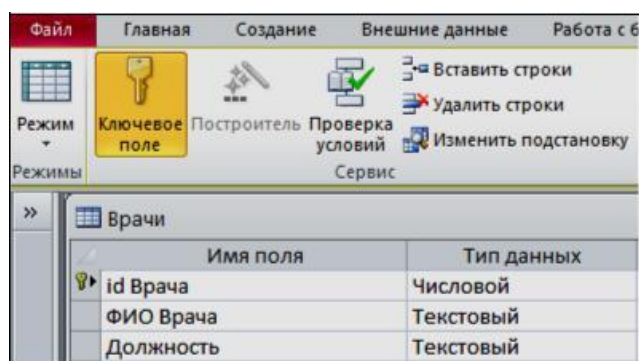 Файл Главная Создание Внешние данные Работа с б
Режим
Ключевое поле
Построитель
Проверка условий
Вставить строки
Удалить строки
Изменить подстановку
Режимы Сервис
» Врачи
Имя поля Тип данных
id Врача Числовой
ФИО Врача Текстовый
Должность Текстовый